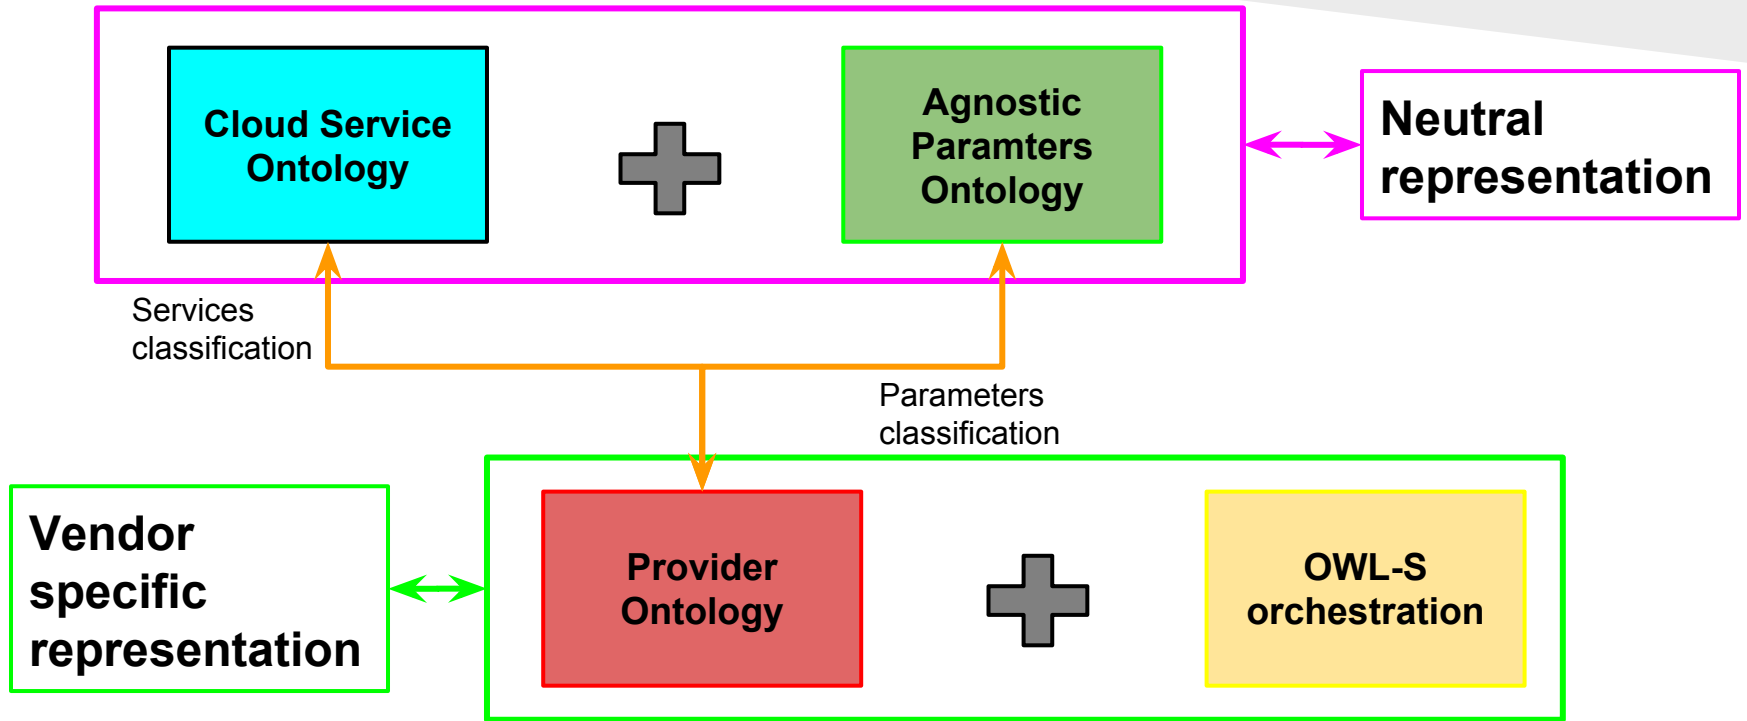 Cloud Service
Ontology
Agnostic
Paramters
Ontology
Neutral
representation
Services
classification
Parameters
classification
Vendor
specific
representation
Provider
Ontology
OWL-S
orchestration